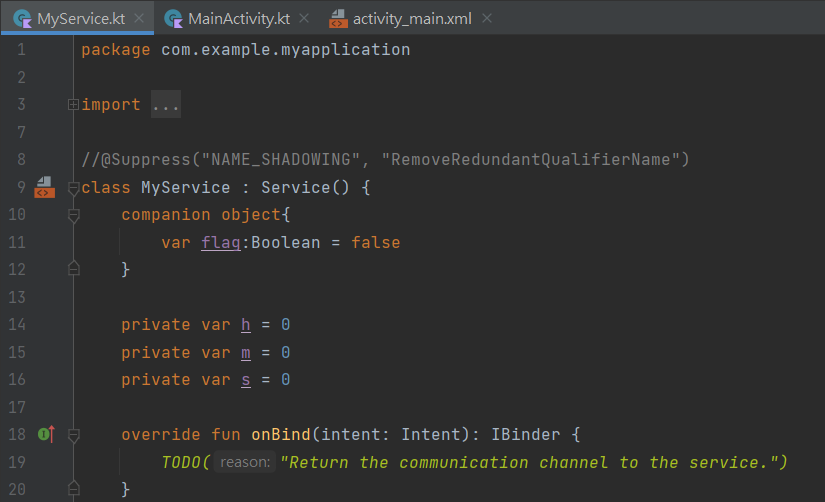 MyService.kt MainActivity.kt activity_main.xml
1 package com.example.myapplication
2
3 import ...
7
8 //@Suppress("NAME_SHADOWING", "RemoveRedundantQualifierName")
9 class MyService : Service() {
10 companion object{
11 var flag:Boolean = false
12 }
13
14 private var h = 0
15 private var m = 0
16 private var s = 0
17
18 override fun onBind(intent: Intent): IBinder {
19 TODO( reason: "Return the communication channel to the service.")
20 }